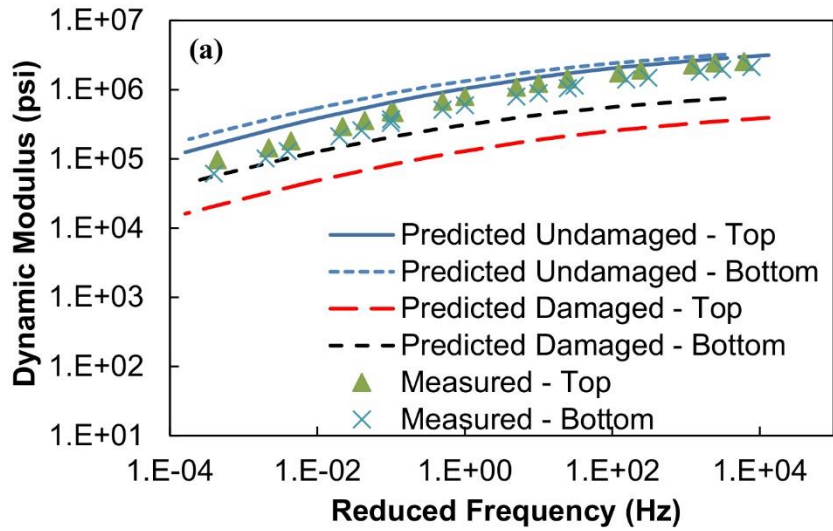 (a)
Dynamic Modulus (psi)
1.E+07
1.E+06
1.E+05
1.E+04
1.E+03
1.E+02
1.E+01
Predicted Undamaged - Top
Predicted Undamaged - Bottom
Predicted Damaged - Top
Predicted Damaged - Bottom
Measured - Top
Measured - Bottom
1.E-04 1.E-02 1.E+00 1.E+02 1.E+04
Reduced Frequency (Hz)